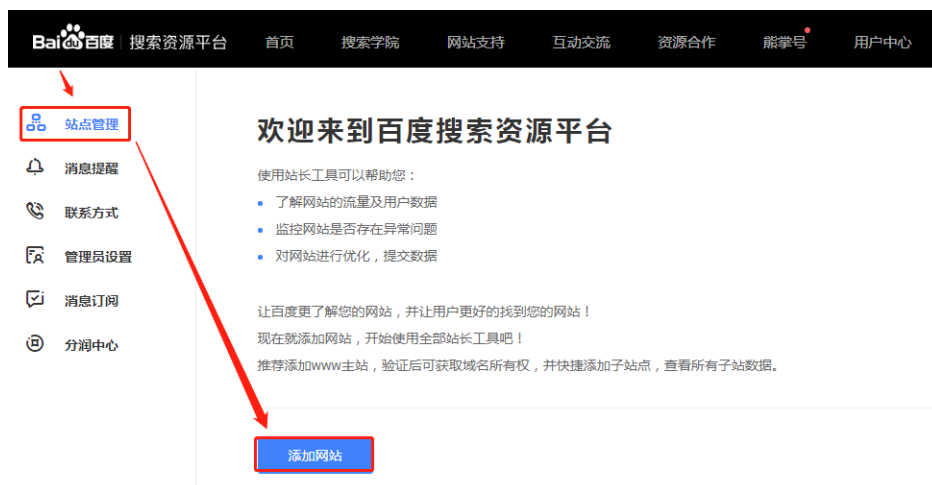 Bai du 百度 搜索资源平台 首页 搜索学院 网站支持 互动交流 资源合作 熊掌号 用户中心
站点管理
消息提醒
联系方式
管理员设置
消息订阅
分润中心
欢迎来到百度搜索资源平台
使用站长工具可以帮助您：
了解网站的流量及用户数据
监控网站是否存在异常问题
对网站进行优化，提交数据
让百度更了解您的网站，并让用户更好的找到您的网站！
现在就添加网站，开始使用全部站长工具吧！
推荐添加www主站，验证后可获取域名所有权，并快捷添加子站点，查看所有子站数据。
添加网站